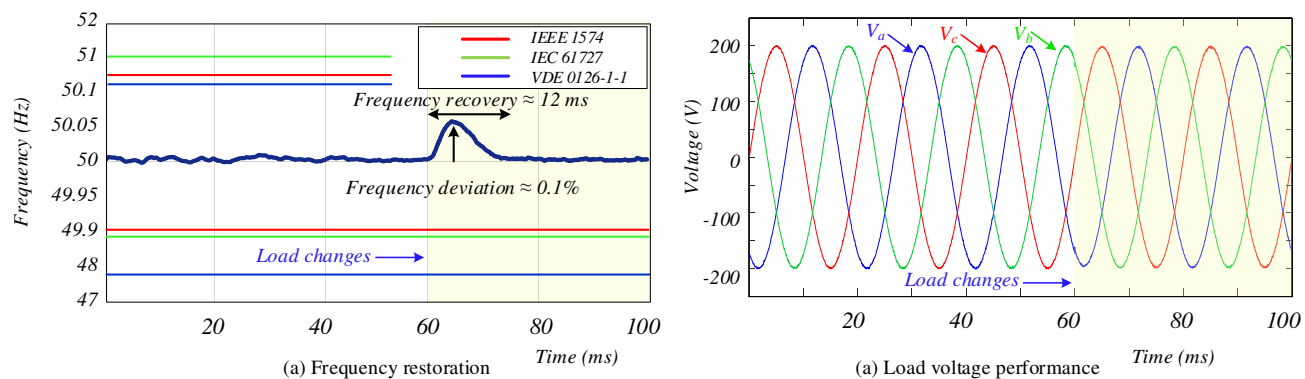 52
51
50.1
50.05
50
49.95
49.9
48
47
Frequency (Hz)
IEEE 1574
IEC 61727
VDE 0126-1-1
Frequency recovery ≈ 12 ms
Frequency deviation ≈ 0.1%
Load changes
20 40 60 80 100
Time (ms)
(a) Frequency restoration
200
100
0
-100
-200
Voltage (V)
Va Vc Vb
Load changes
20 40 60 80 100
Time (ms)
(a) Load voltage performance